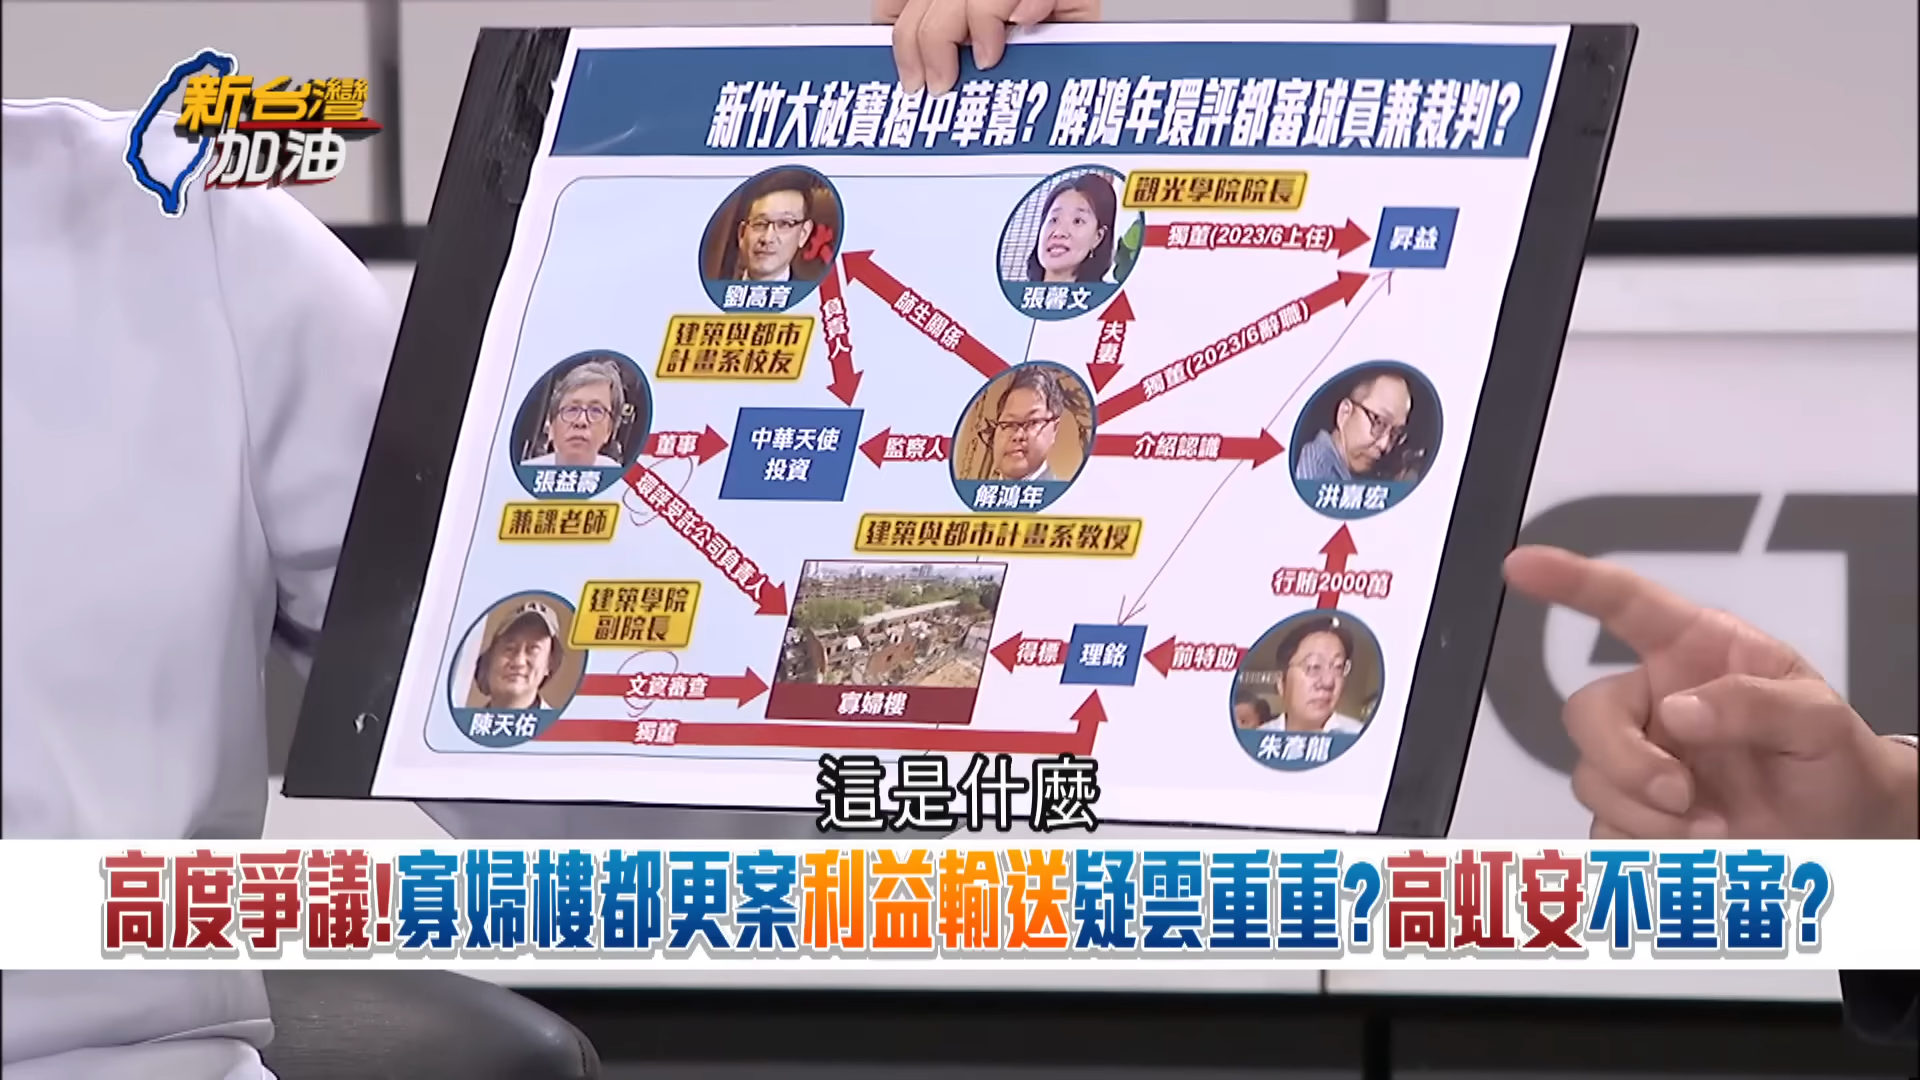 新台灣
加油
新竹大秘寶揭中華幫？解鴻年環評都審球員兼裁判？
劉高育
建築與都市
計畫系校友
負責人
師生關係
張馨文
觀光學院院長
獨董(2023/6上任)
昇益
夫妻
獨董(2023/6辭職)
張益壽
兼課老師
董事
中華天使
投資
監察人
解鴻年
建築與都市計畫系教授
介紹認識
洪嘉宏
環評受託公司負責人
行賄2000萬
陳天佑
建築學院
副院長
文資審查
獨董
寡婦樓
得標
理銘
前特助
朱彥龍
這是什麼
高度爭議!寡婦樓都更案利益輸送疑雲重重?高虹安不重審?